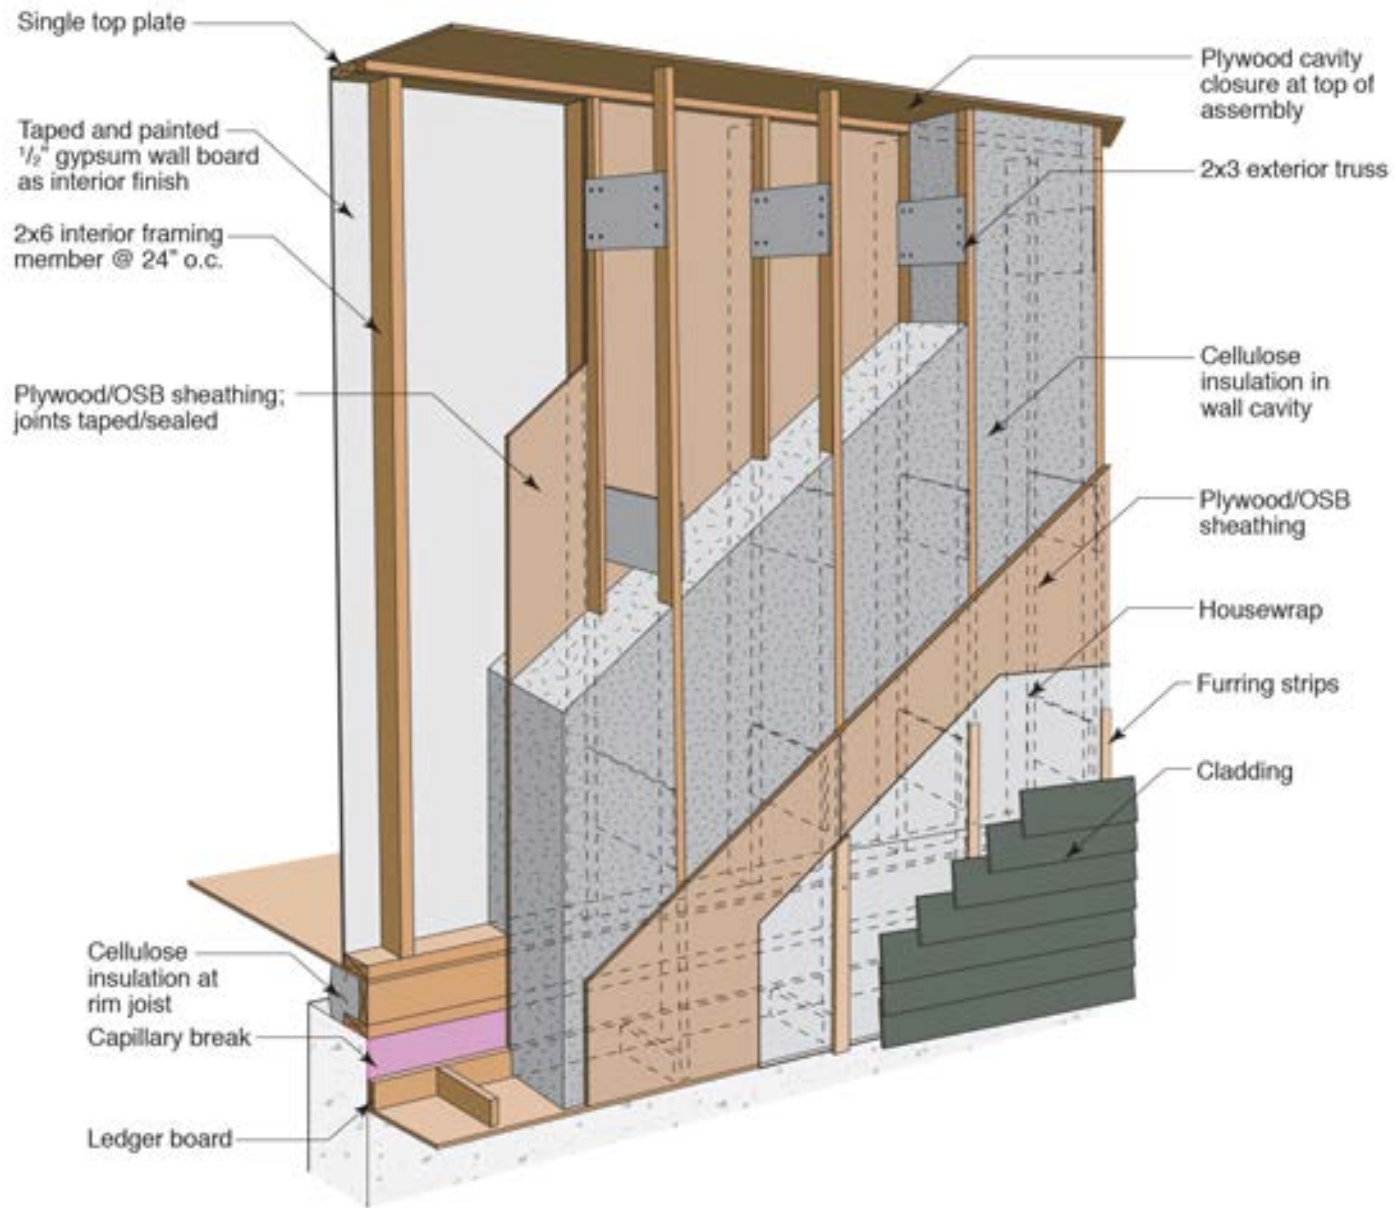 Single top plate
Taped and painted
1/2" gypsum wall board
as interior finish
2x6 interior framing
member @ 24" o.c.
Plywood/OSB sheathing;
joints taped/sealed
Cellulose
insulation at
rim joist
Capillary break
Ledger board
Plywood cavity
closure at top of
assembly
2x3 exterior truss
Cellulose
insulation in
wall cavity
Plywood/OSB
sheathing
Housewrap
Furring strips
Cladding